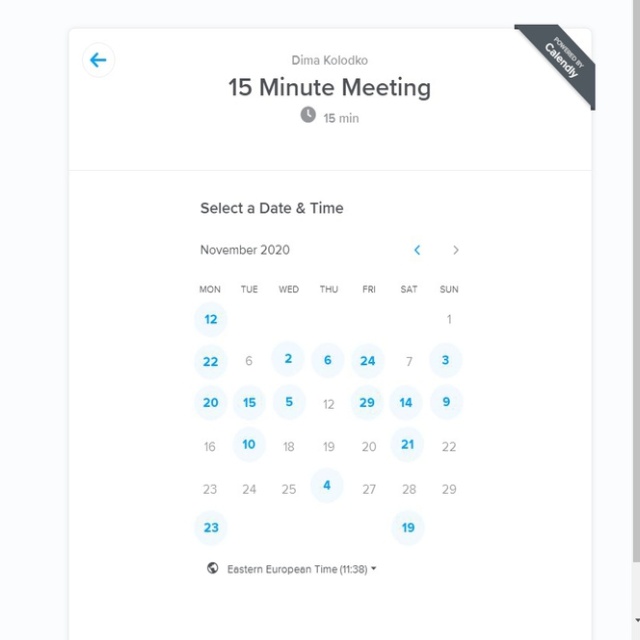 POWERED BY
Calendly
Dima Kolodko
15 Minute Meeting
15 min
Select a Date & Time
November 2020
MON TUE WED THU FRI SAT SUN
12 1
22 6 2 6 24 7 3
20 15 5 12 29 14 9
16 10 18 19 20 21 22
23 24 25 4 27 28 29
23 19
Eastern European Time (11:38)